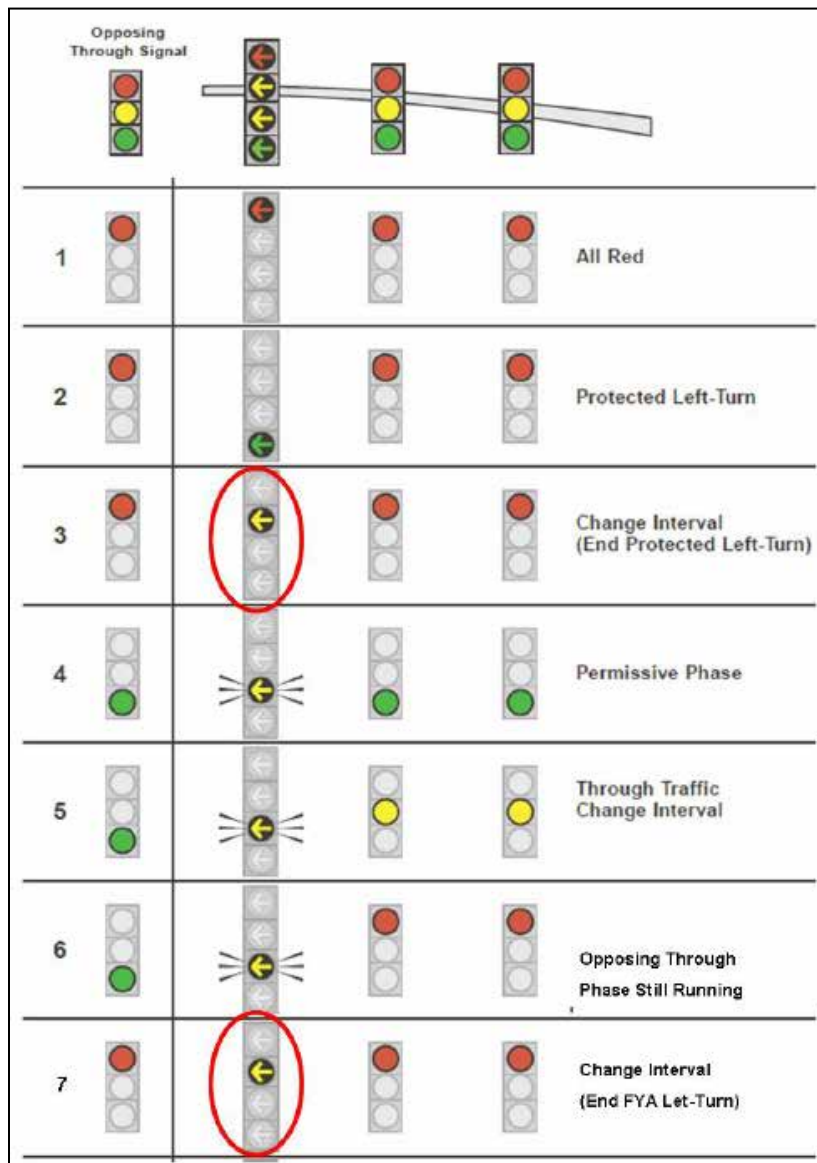 Opposing
Through Signal
1
All Red
2
Protected Left-Turn
3
Change Interval
(End Protected Left-Turn)
4
Permissive Phase
5
Through Traffic
Change Interval
6
Opposing Through
Phase Still Running
7
Change Interval
(End FYA Let-Turn)